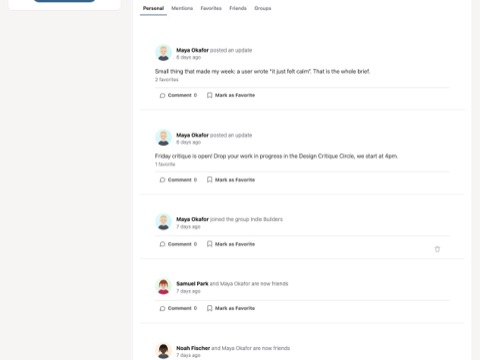 Personal Mentions Favorites Friends Groups
Maya Okafor posted an update
6 days ago
Small thing that made my week: a user wrote "it just felt calm". That is the whole brief.
2 favorites
Comment 0 Mark as Favorite
Maya Okafor posted an update
6 days ago
Friday critique is open! Drop your work in progress in the Design Critique Circle, we start at 4pm.
1 favorite
Comment 0 Mark as Favorite
Maya Okafor joined the group Indie Builders
7 days ago
Comment 0 Mark as Favorite
Samuel Park and Maya Okafor are now friends
7 days ago
Comment 0 Mark as Favorite
Noah Fischer and Maya Okafor are now friends
7 days ago